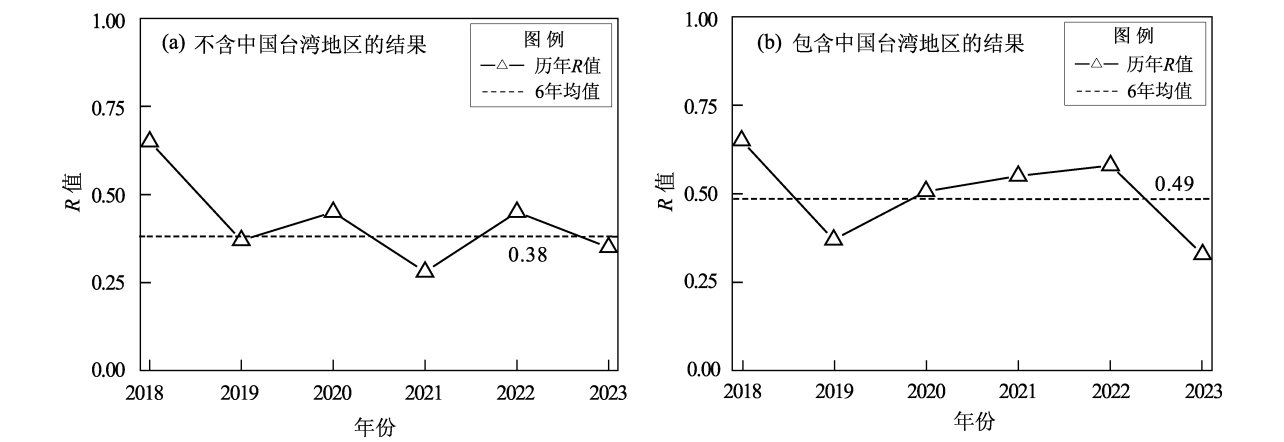 (a) 不含中国台湾地区的结果
图 例
历年R值
6年均值
1.00
0.75
0.50
0.25
0.00
R 值
0.38
2018 2019 2020 2021 2022 2023
年份
(b) 包含中国台湾地区的结果
图 例
历年R值
6年均值
1.00
0.75
0.50
0.25
0.00
R 值
0.49
2018 2019 2020 2021 2022 2023
年份